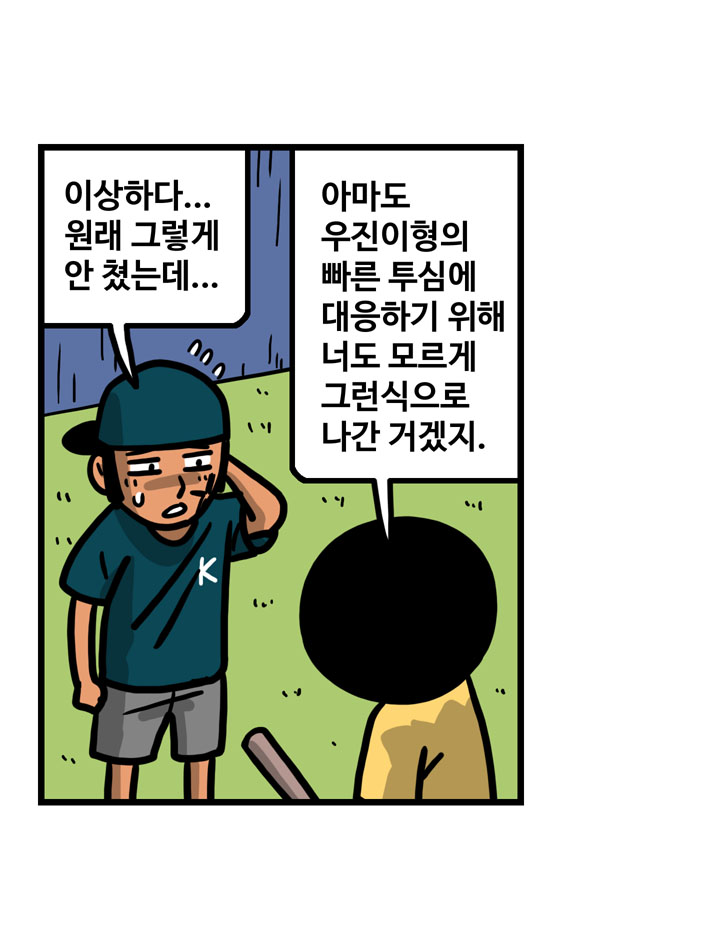 이상하다...
원래 그렇게
안 쳤는데...
아마도
우진이형의
빠른 투심에
대응하기 위해
너도 모르게
그런식으로
나간 거겠지.
K